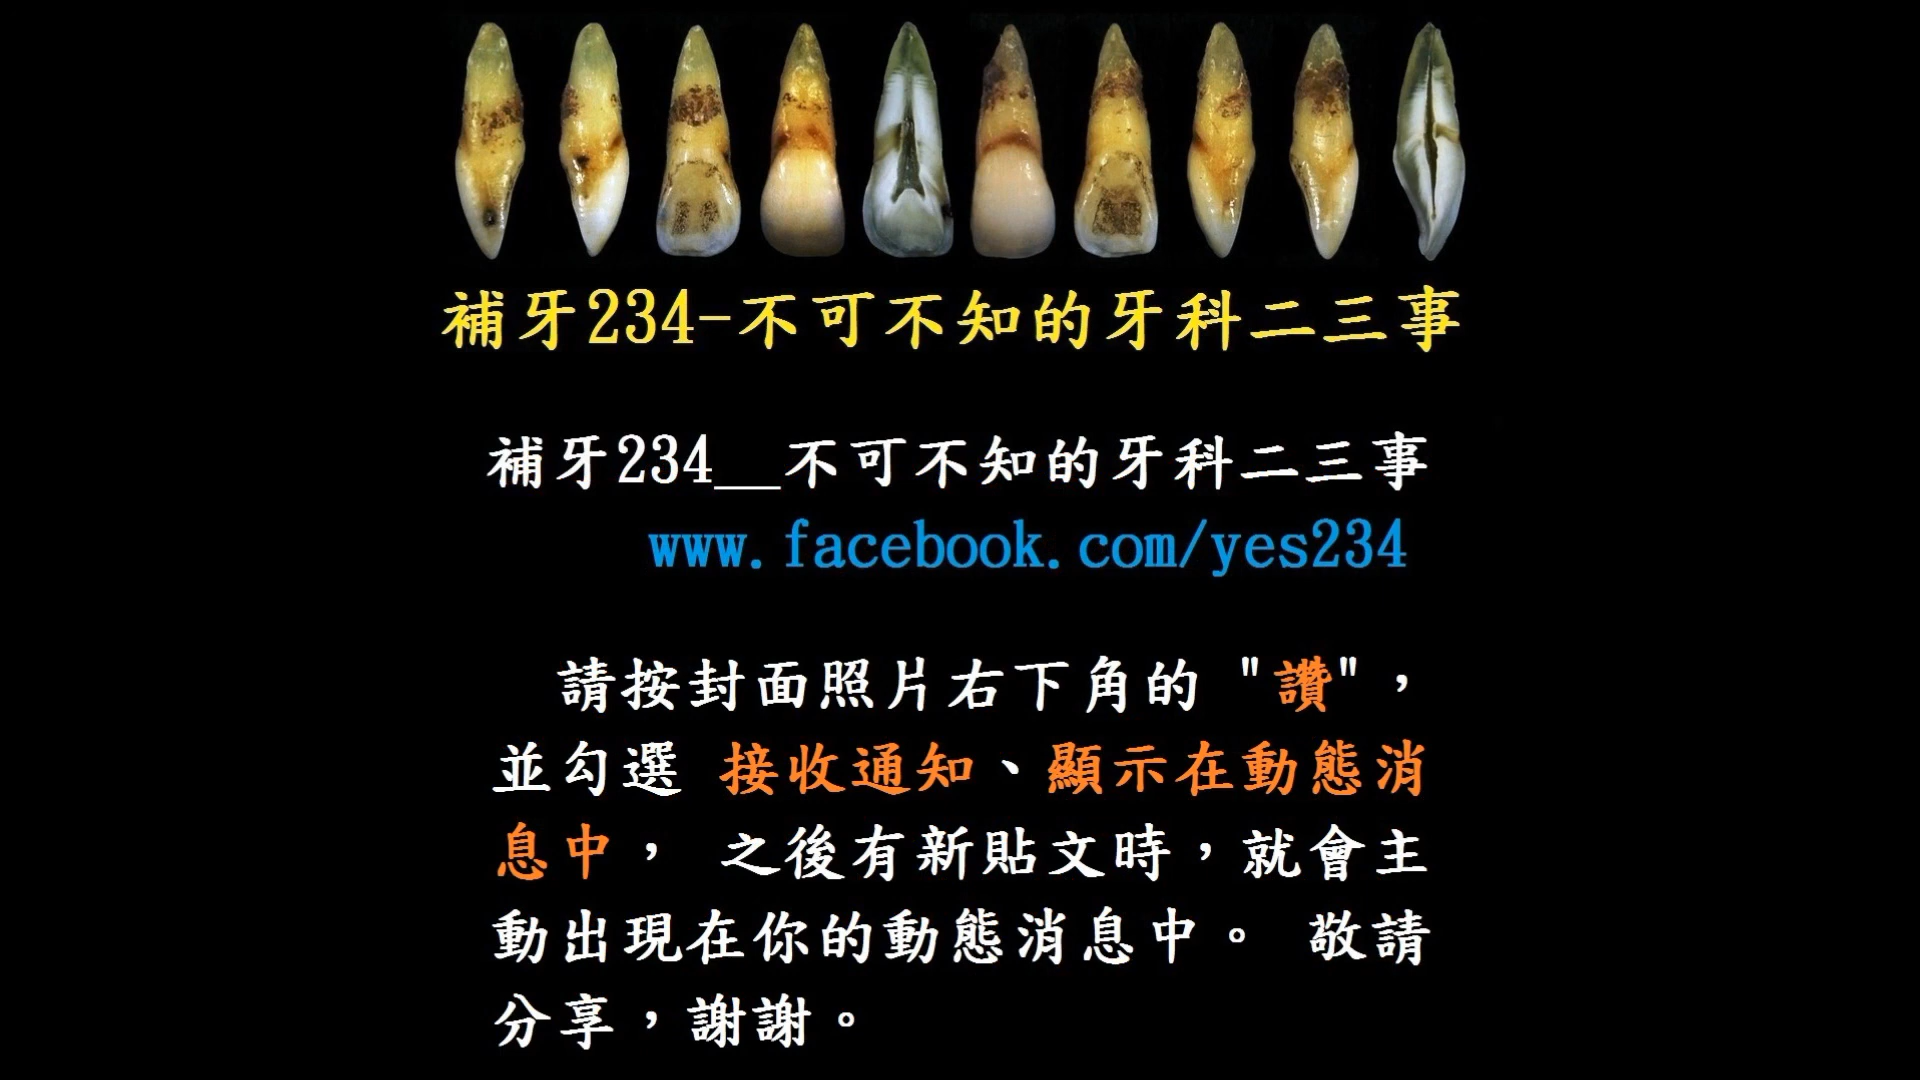 補牙234-不可不知的牙科二三事
補牙234__不可不知的牙科二三事
www.facebook.com/yes234
請按封面照片右下角的 "讚"，
並勾選 接收通知、顯示在動態消
息中， 之後有新貼文時，就會主
動出現在你的動態消息中。 敬請
分享，謝謝。